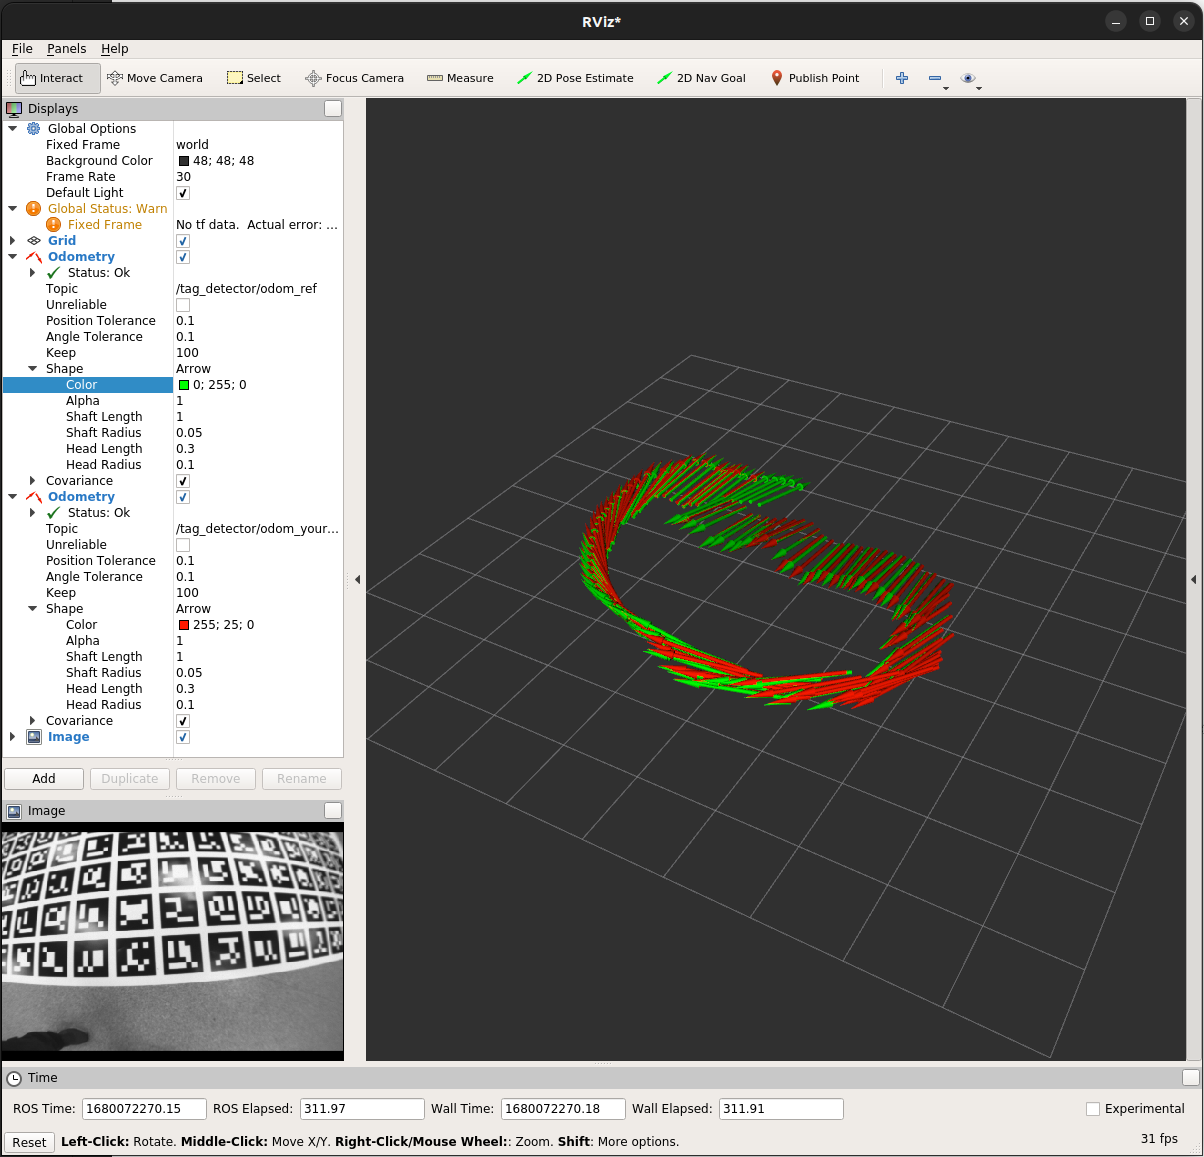 RViz*
File Panels Help
Interact Move Camera Select Focus Camera Measure 2D Pose Estimate 2D Nav Goal Publish Point
Displays
Global Options
Fixed Frame world
Background Color 48; 48; 48
Frame Rate 30
Default Light
Global Status: Warn
Fixed Frame No tf data. Actual error: ...
Grid
Odometry
Status: Ok
Topic /tag_detector/odom_ref
Unreliable
Position Tolerance 0.1
Angle Tolerance 0.1
Keep 100
Shape Arrow
Color 0; 255; 0
Alpha 1
Shaft Length 1
Shaft Radius 0.05
Head Length 0.3
Head Radius 0.1
Covariance
Odometry
Status: Ok
Topic /tag_detector/odom_your...
Unreliable
Position Tolerance 0.1
Angle Tolerance 0.1
Keep 100
Shape Arrow
Color 255; 25; 0
Alpha 1
Shaft Length 1
Shaft Radius 0.05
Head Length 0.3
Head Radius 0.1
Covariance
Image
Add Duplicate Remove Rename
Image
Time
ROS Time: 1680072270.15 ROS Elapsed: 311.97 Wall Time: 1680072270.18 Wall Elapsed: 311.91 Experimental
Reset Left-Click: Rotate. Middle-Click: Move X/Y. Right-Click/Mouse Wheel:: Zoom. Shift: More options. 31 fps